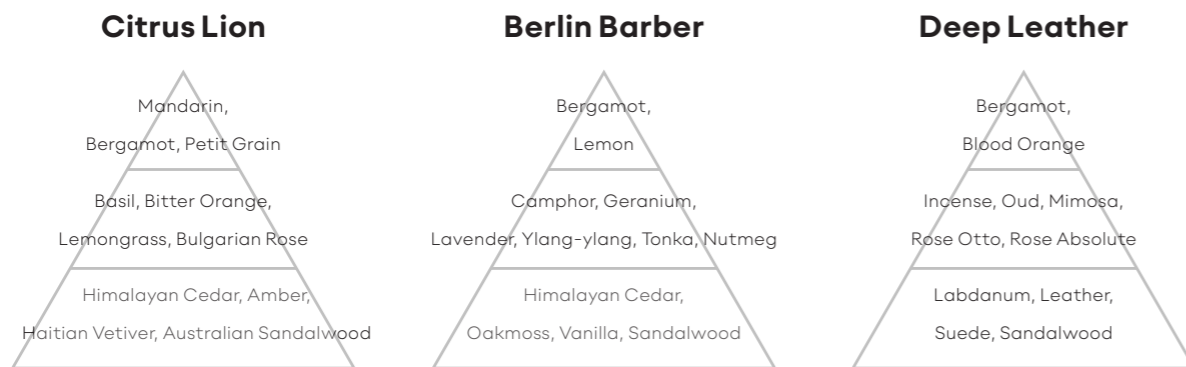 Citrus Lion
Mandarin,
Bergamot, Petit Grain
Basil, Bitter Orange,
Lemongrass, Bulgarian Rose
Himalayan Cedar, Amber,
Haitian Vetiver, Australian Sandalwood
Berlin Barber
Bergamot,
Lemon
Camphor, Geranium,
Lavender, Ylang-ylang, Tonka, Nutmeg
Himalayan Cedar,
Oakmoss, Vanilla, Sandalwood
Deep Leather
Bergamot,
Blood Orange
Incense, Oud, Mimosa,
Rose Otto, Rose Absolute
Labdanum, Leather,
Suede, Sandalwood